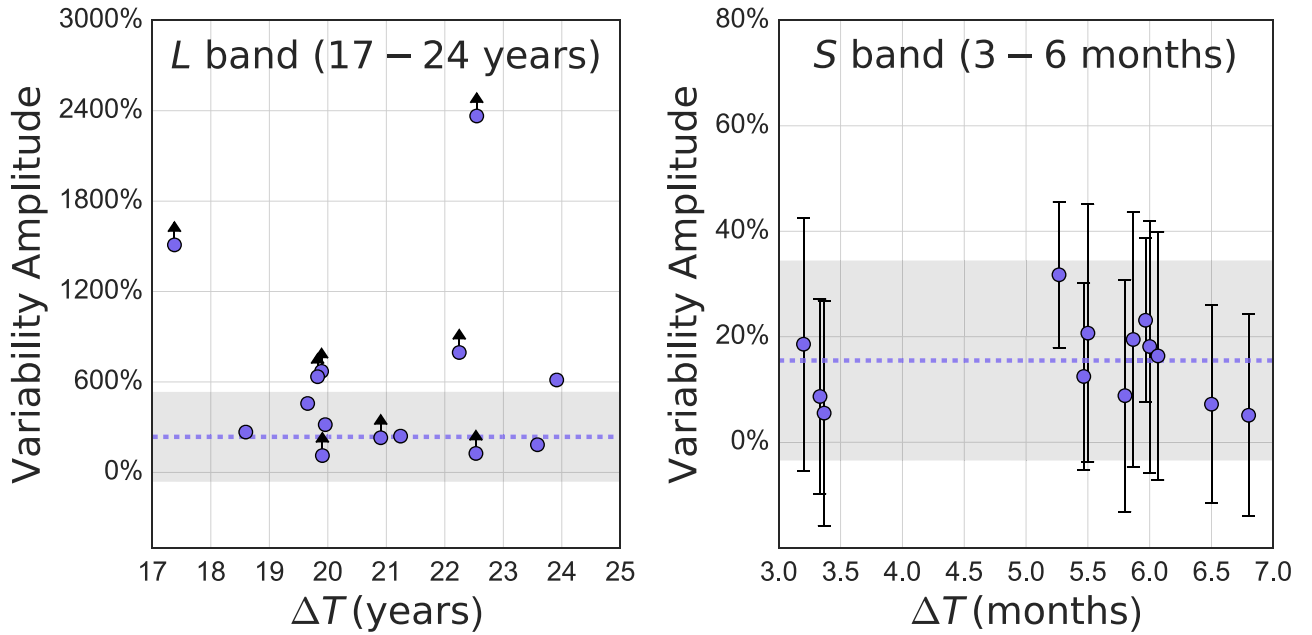 L band (17 – 24 years)
Variability Amplitude
3000%
2400%
1800%
1200%
600%
0%
17 18 19 20 21 22 23 24 25
ΔT (years)
S band (3 – 6 months)
Variability Amplitude
80%
60%
40%
20%
0%
3.0 3.5 4.0 4.5 5.0 5.5 6.0 6.5 7.0
ΔT (months)